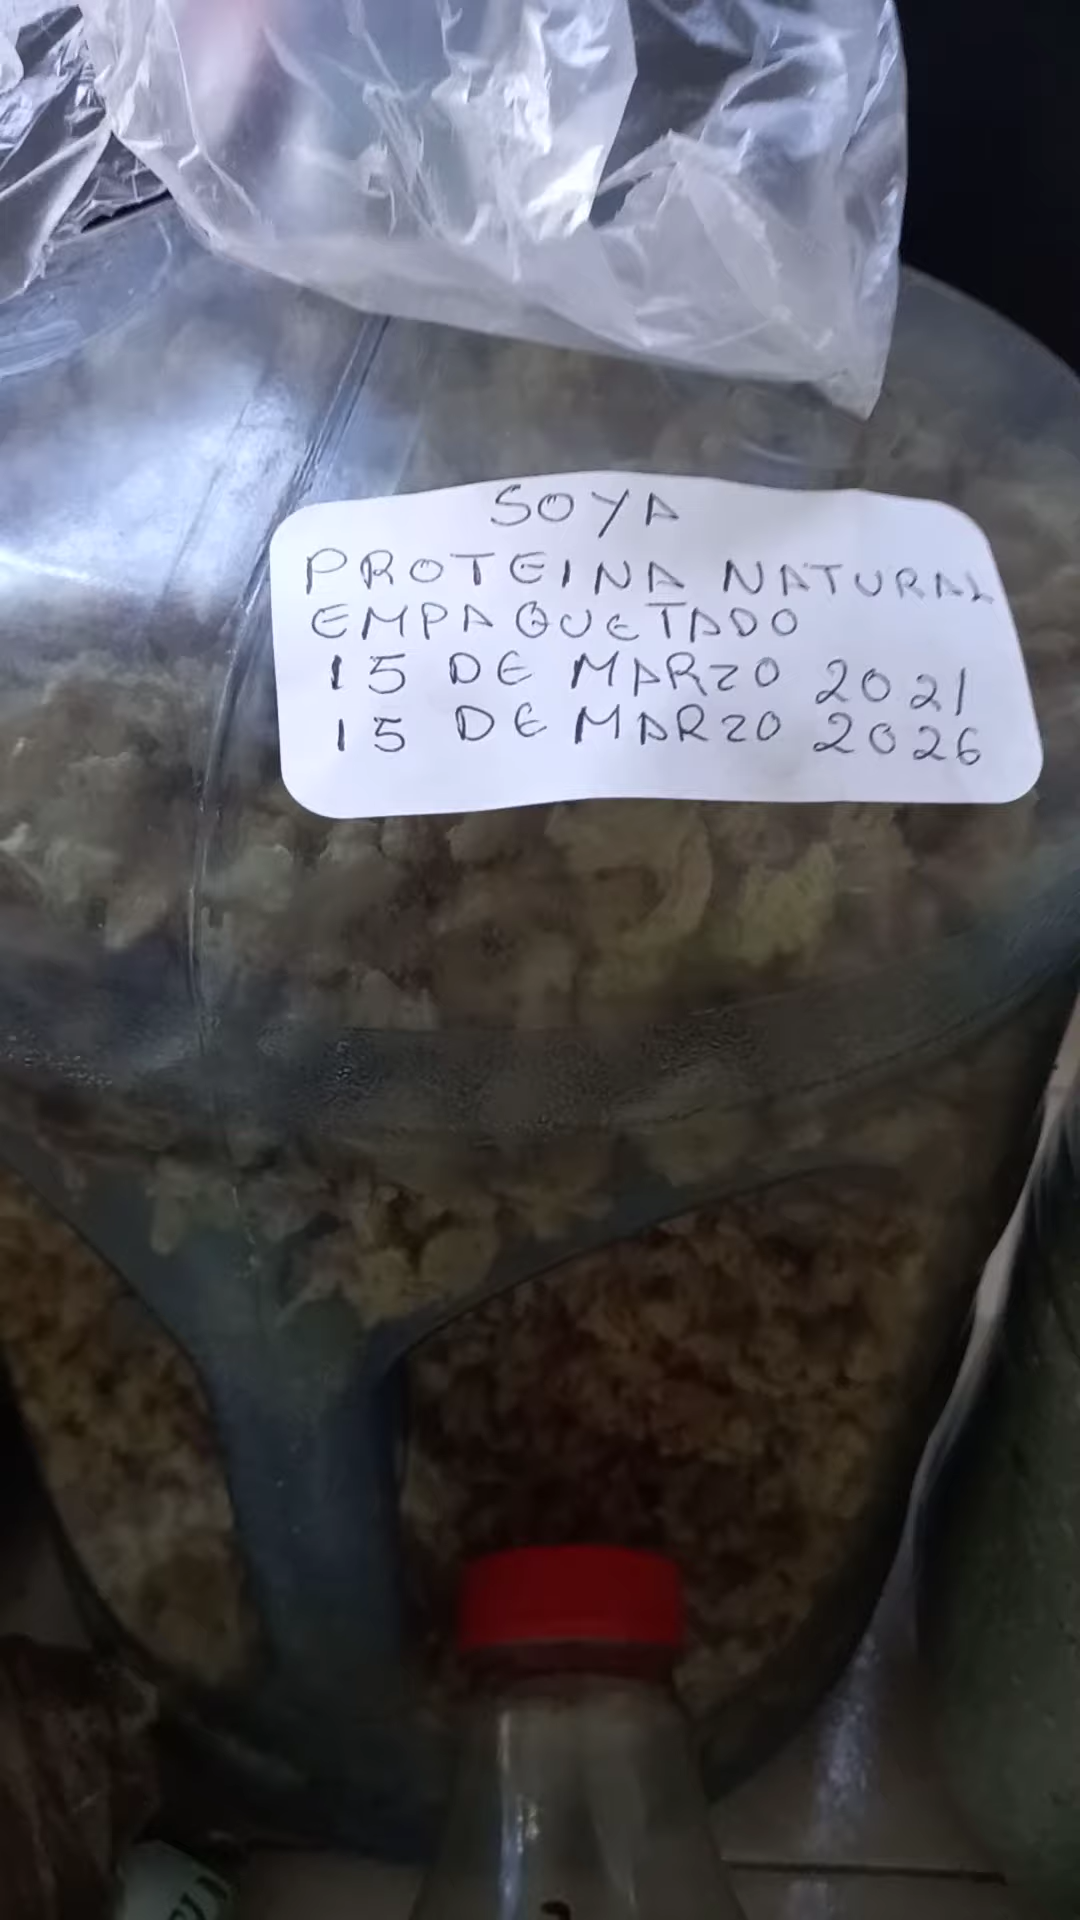 SOYA
PROTEINA NATURAL
EMPAQUETADO
15 DE MARZO 2021
15 DE MARZO 2026